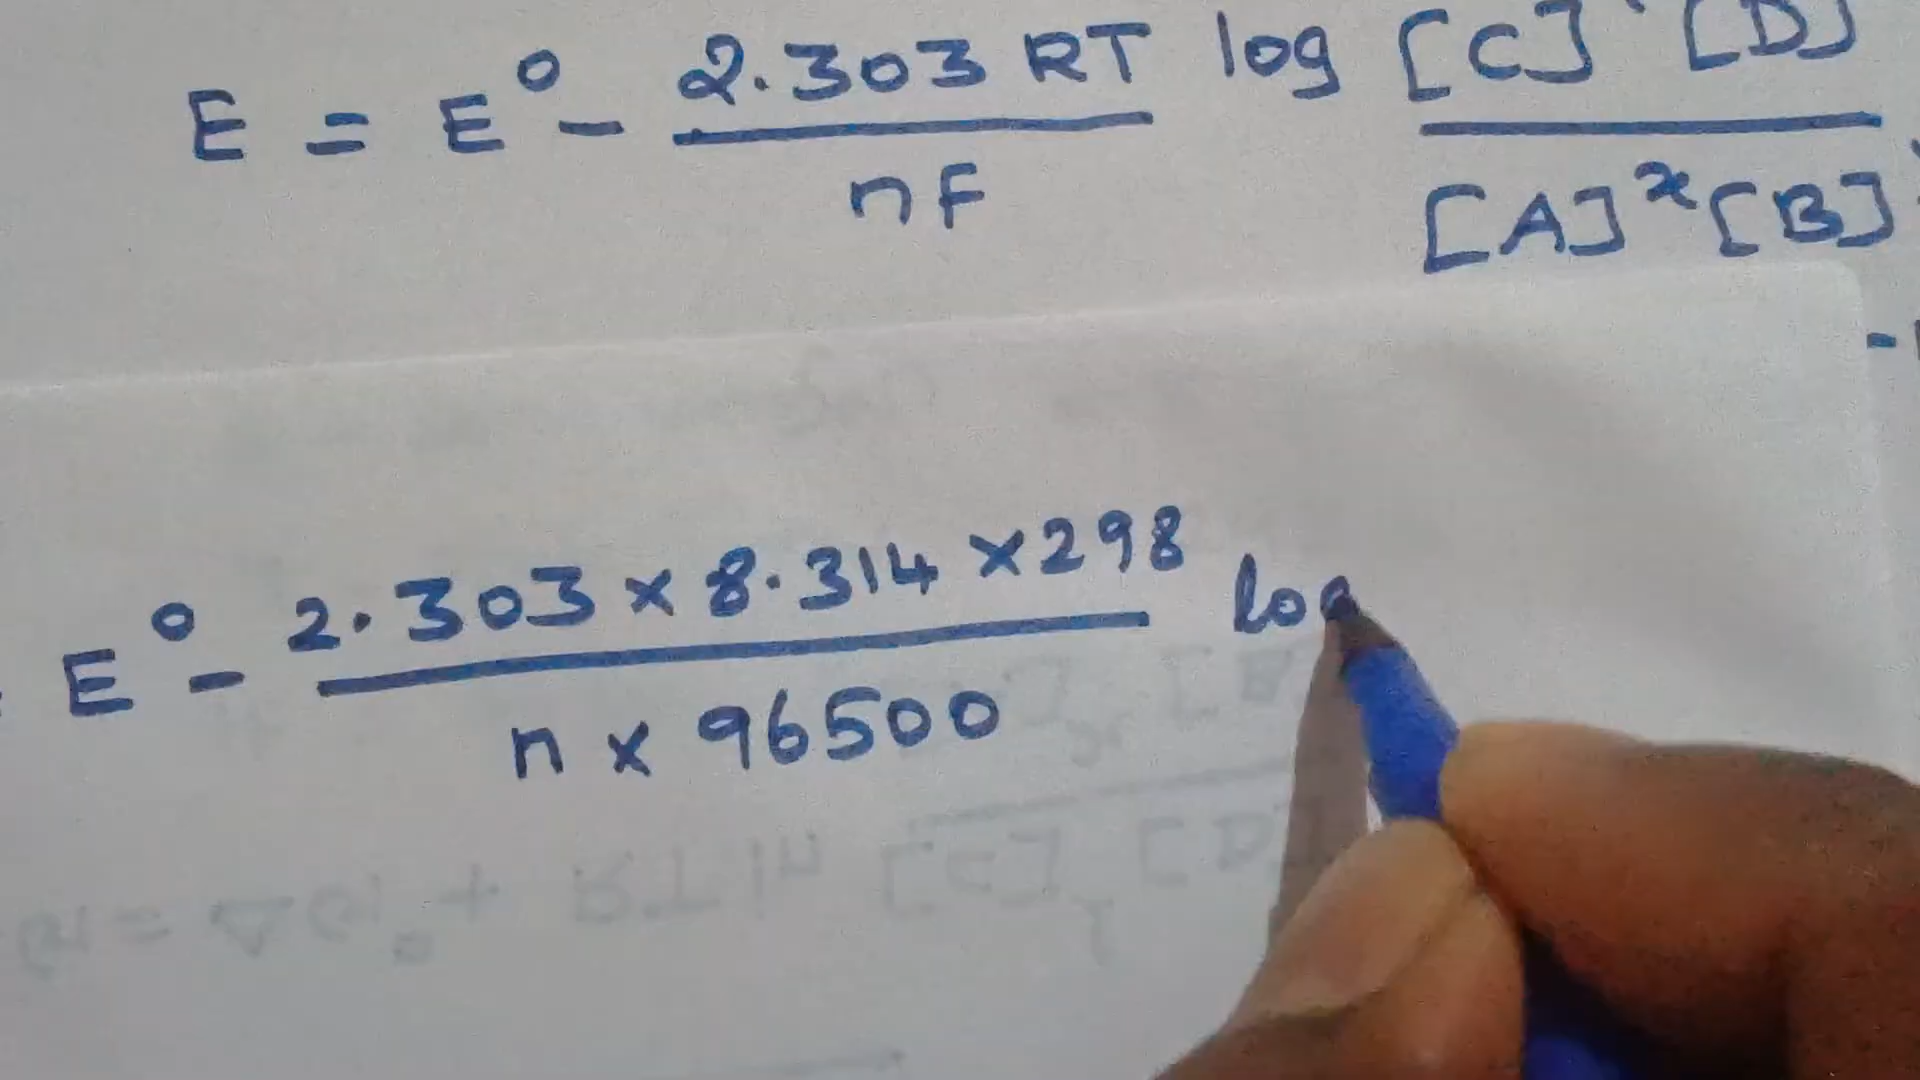 E = E° - 2.303 RT / nF log [C] [D] / [A]ˣ [B]
E° - 2.303 × 8.314 × 298 / n × 96500 log